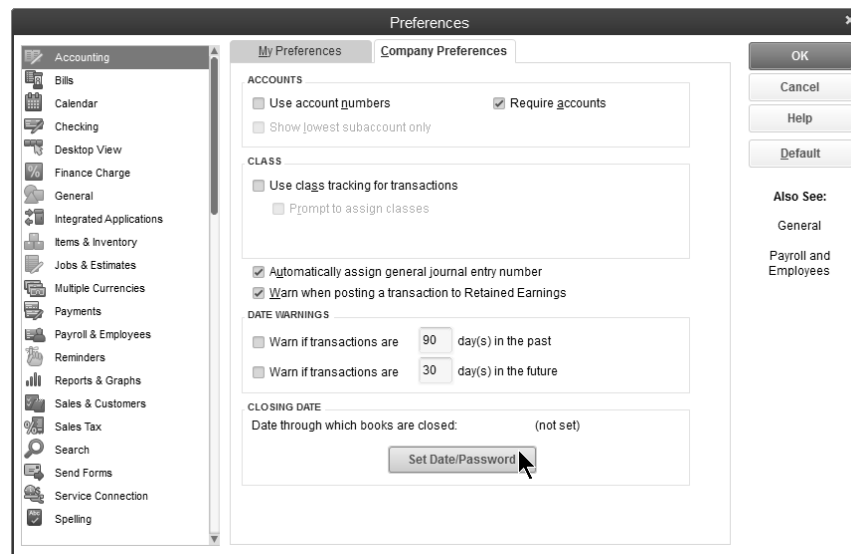 Preferences
Accounting
Bills
Calendar
Checking
Desktop View
Finance Charge
General
Integrated Applications
Items & Inventory
Jobs & Estimates
Multiple Currencies
Payments
Payroll & Employees
Reminders
Reports & Graphs
Sales & Customers
Sales Tax
Search
Send Forms
Service Connection
Spelling
My Preferences
Company Preferences
ACCOUNTS
Use account numbers
Require accounts
Show lowest subaccount only
CLASS
Use class tracking for transactions
Prompt to assign classes
Automatically assign general journal entry number
Warn when posting a transaction to Retained Earnings
DATE WARNINGS
Warn if transactions are 90 day(s) in the past
Warn if transactions are 30 day(s) in the future
CLOSING DATE
Date through which books are closed: (not set)
Set Date/Password
OK
Cancel
Help
Default
Also See:
General
Payroll and
Employees